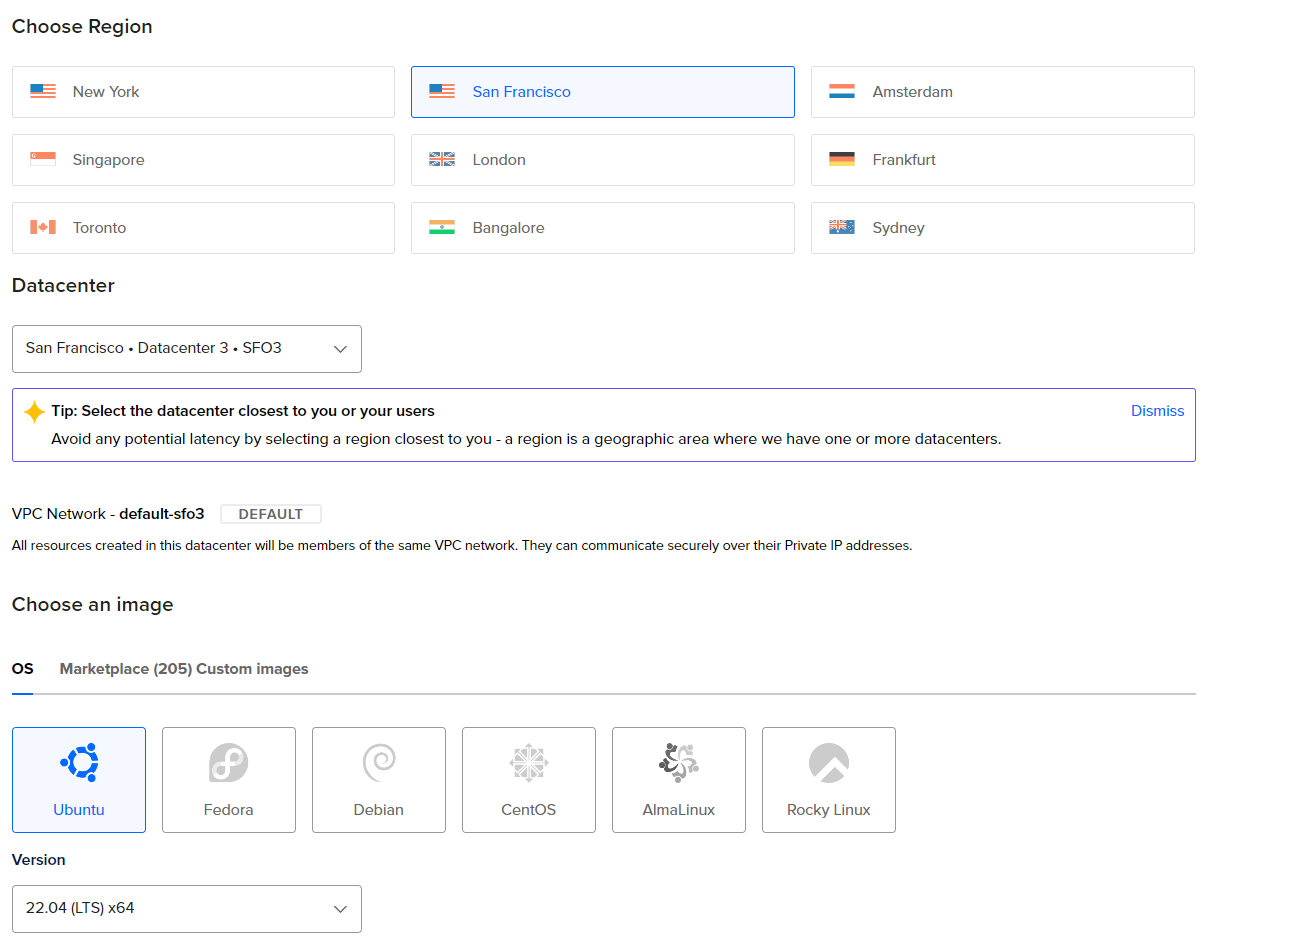 Choose Region
New York
San Francisco
Amsterdam
Singapore
London
Frankfurt
Toronto
Bangalore
Sydney
Datacenter
San Francisco • Datacenter 3 • SFO3
Tip: Select the datacenter closest to you or your users
Dismiss
Avoid any potential latency by selecting a region closest to you - a region is a geographic area where we have one or more datacenters.
VPC Network - default-sfo3 DEFAULT
All resources created in this datacenter will be members of the same VPC network. They can communicate securely over their Private IP addresses.
Choose an image
OS Marketplace (205) Custom images
Ubuntu
Fedora
Debian
CentOS
AlmaLinux
Rocky Linux
Version
22.04 (LTS) x64